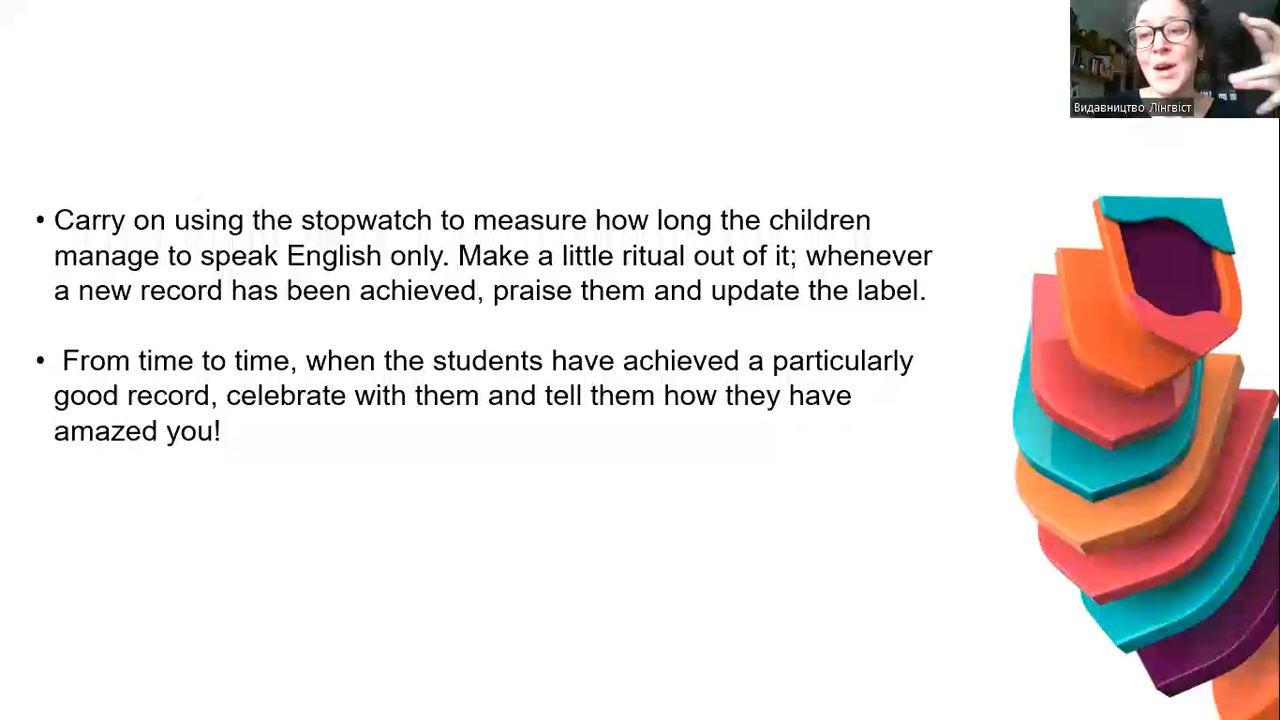 Видавництво Лінгвіст
• Carry on using the stopwatch to measure how long the children
manage to speak English only. Make a little ritual out of it; whenever
a new record has been achieved, praise them and update the label.
• From time to time, when the students have achieved a particularly
good record, celebrate with them and tell them how they have
amazed you!